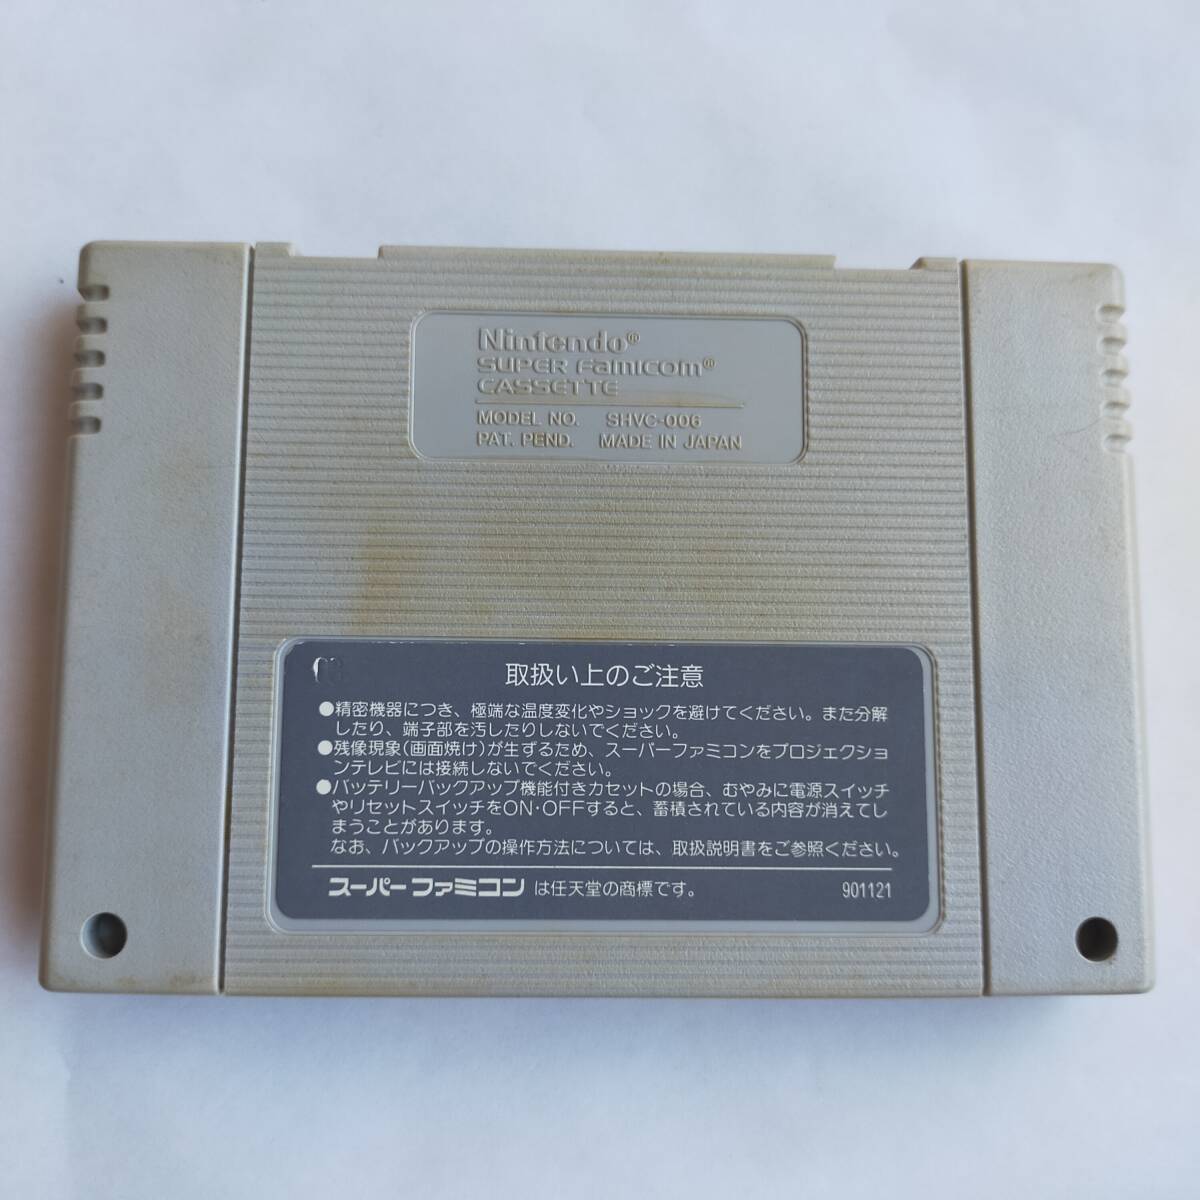 Nintendo®
SUPER Famicom®
CASSETTE
MODEL NO. SHVC-006
PAT. PEND. MADE IN JAPAN
取扱い上のご注意
●精密機器につき、極端な温度変化やショックを避けてください。また分解
したり、端子部を汚したりしないでください。
●残像現象(画面焼け)が生ずるため、スーパーファミコンをプロジェクショ
ンテレビには接続しないでください。
●バッテリーバックアップ機能付きカセットの場合、むやみに電源スイッチ
やリセットスイッチをON・OFFすると、蓄積されている内容が消えてし
まうことがあります。
なお、バックアップの操作方法については、取扱説明書をご参照ください。
スーパーファミコン は任天堂の商標です。 901121